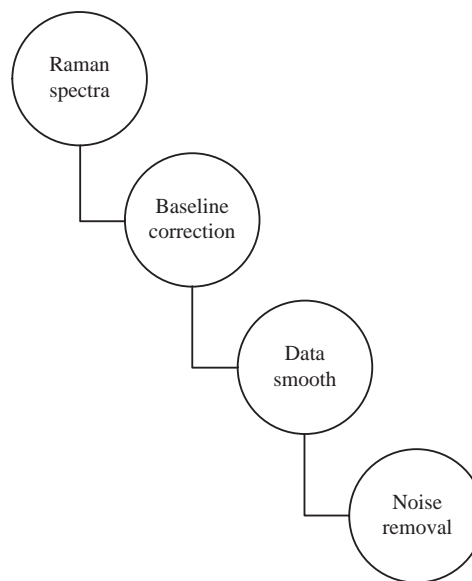 Raman
spectra
Baseline
correction
Data
smooth
Noise
removal